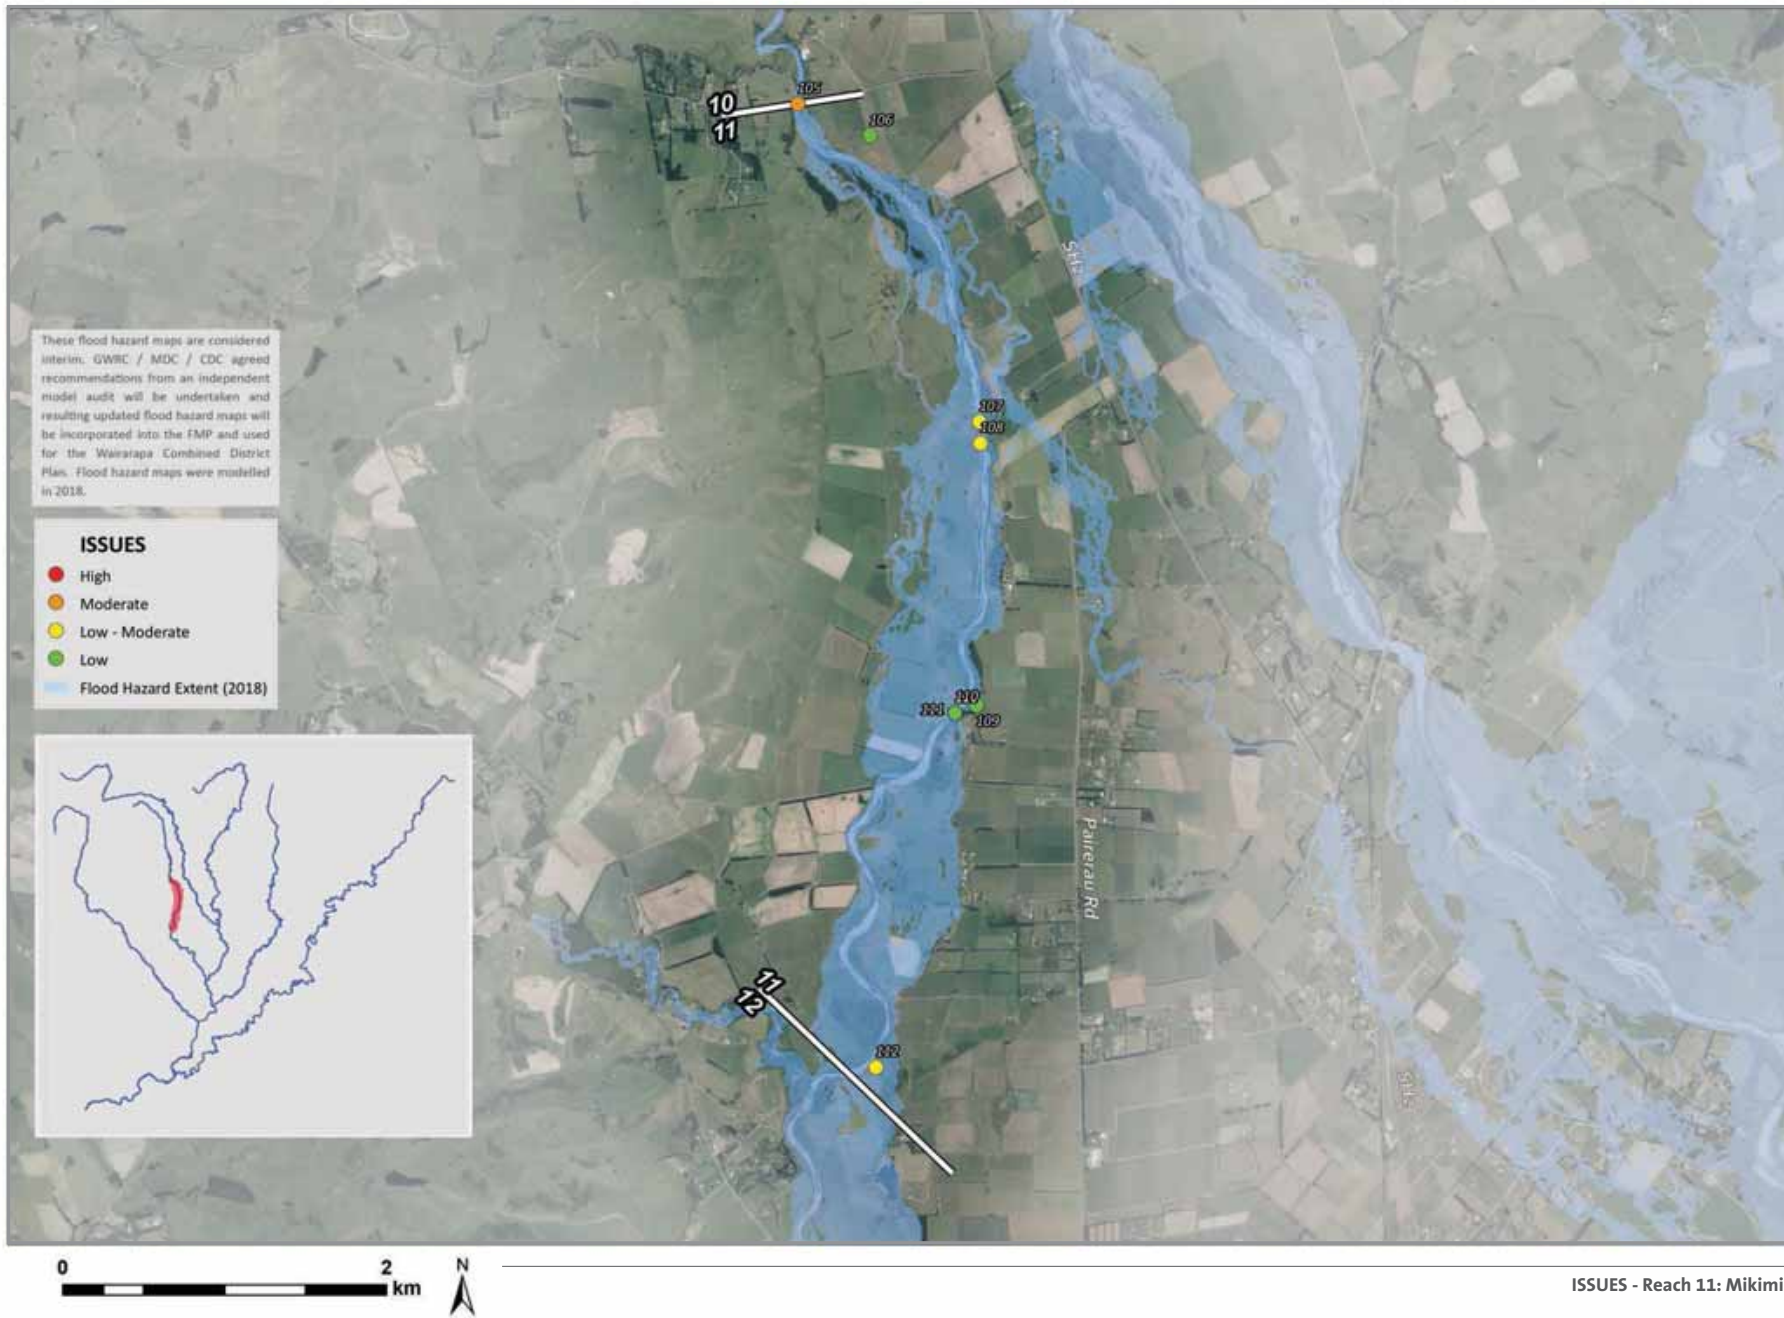 105
10
11
106
SH2
These flood hazard maps are considered
interim. GWRC / MDC / CDC agreed
recommendations from an independent
model audit will be undertaken and
resulting updated flood hazard maps will
be incorporated into the FMP and used
for the Wairarapa Combined District
Plan. Flood hazard maps were modelled
in 2018.
107
108
ISSUES
High
Moderate
Low - Moderate
Low
Flood Hazard Extent (2018)
110
111
109
Paierau Rd
11
12
112
SH2
0
2
km
N
ISSUES - Reach 11: Mikimi